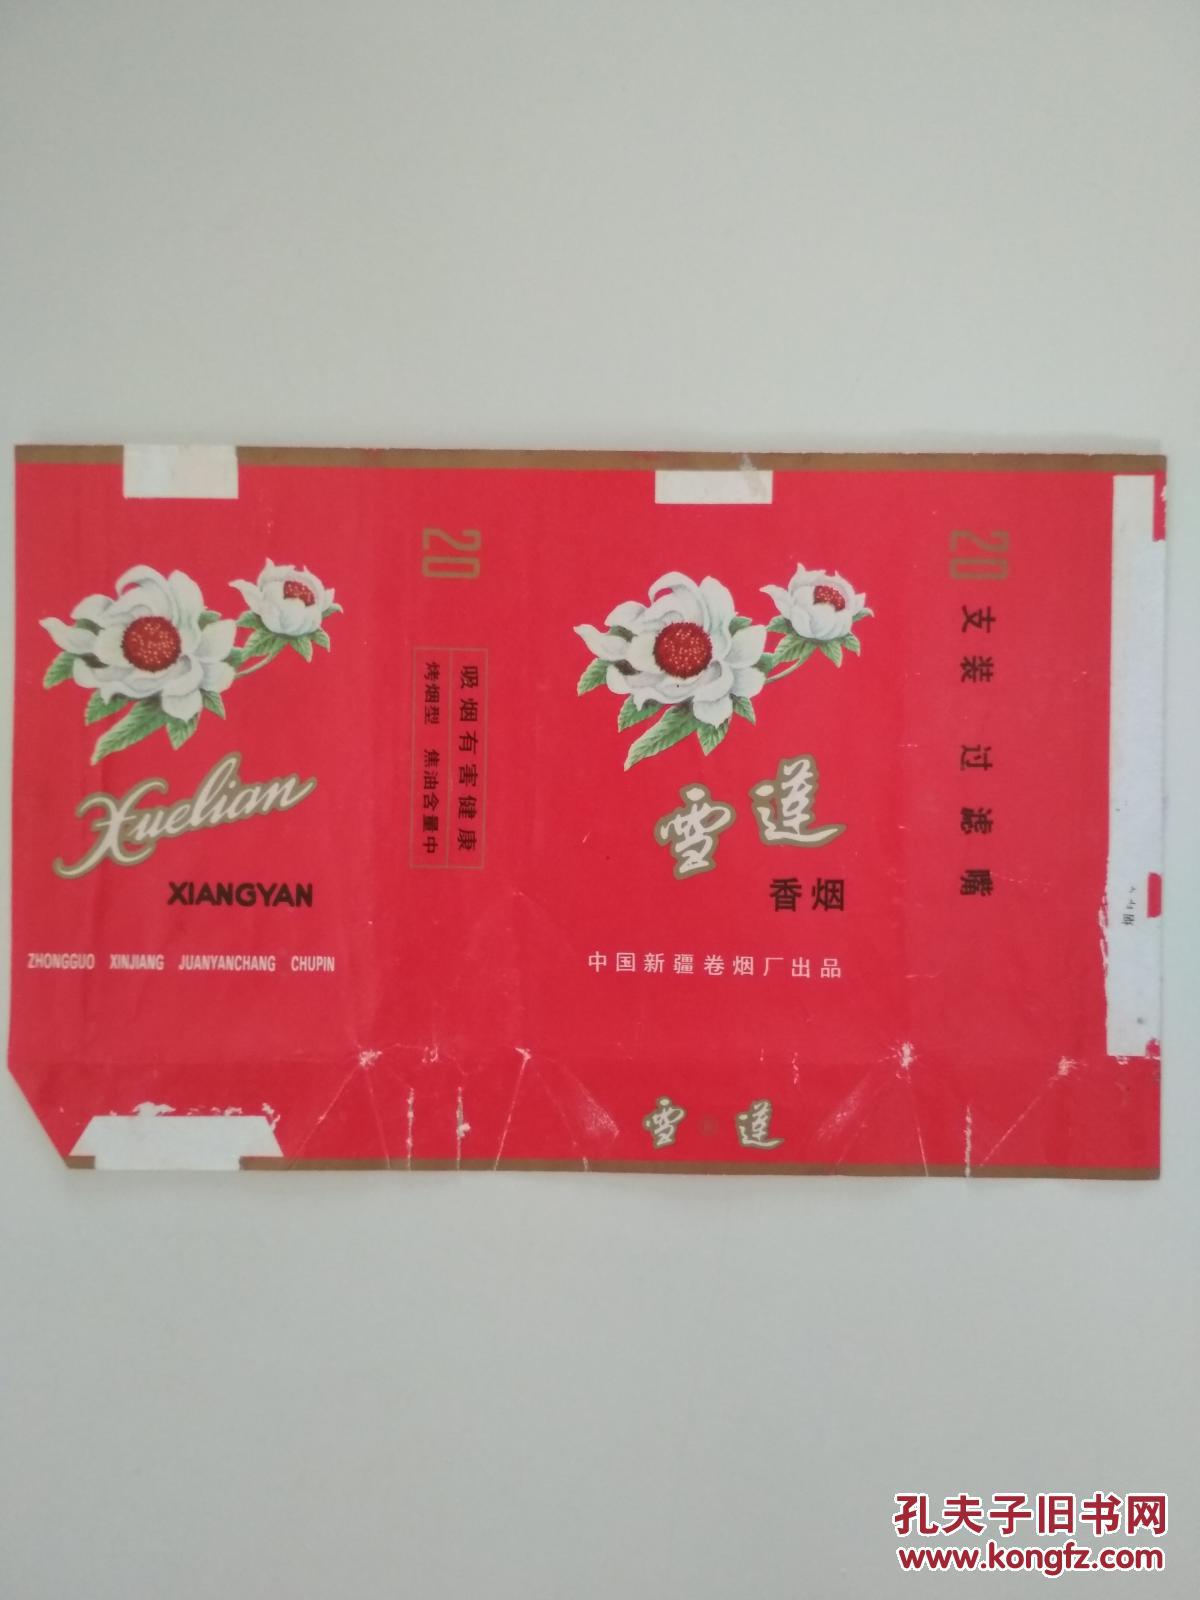 Xuelian
XIANGYAN
ZHONGGUO XINJIANG JUANYANCHANG CHUPIN
20
吸烟有害健康
烤烟型 焦油含量中
雪莲
香烟
中国新疆卷烟厂出品
雪莲
20
支装 过滤嘴
孔夫子旧书网
www.kongfz.com